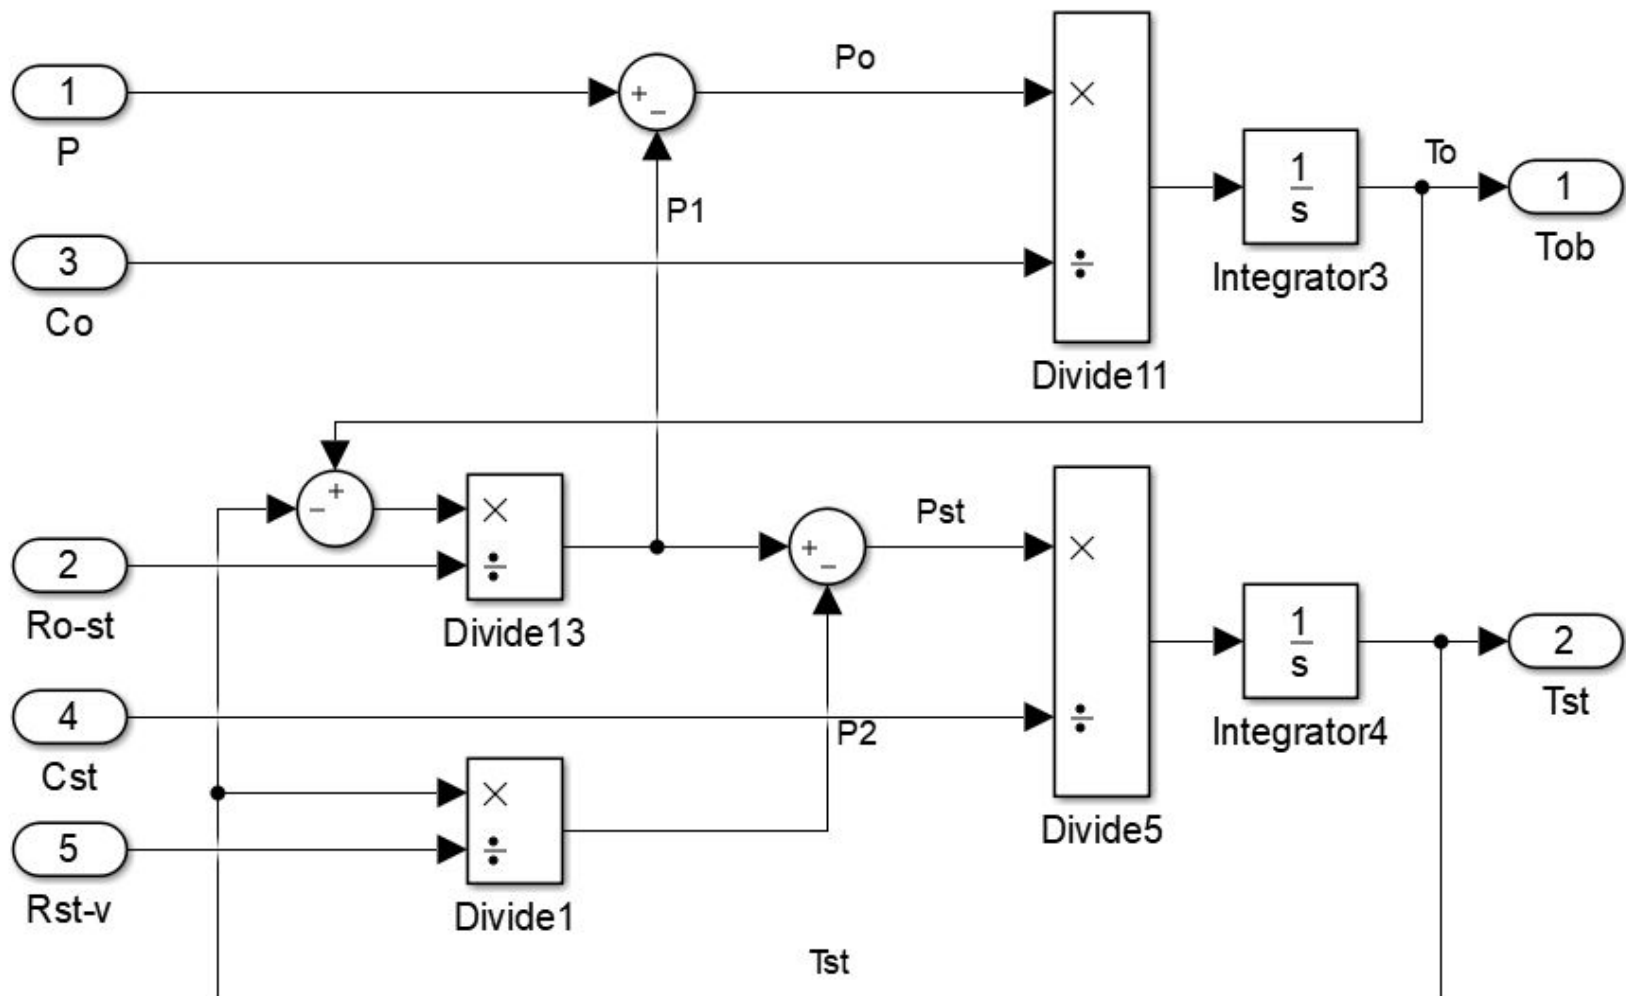 Po
1
P
+
−
×
To
1
s
1
P1
3
Co
÷
Integrator3
Tob
Divide11
+
−
×
Pst
+
−
×
2
Ro-st
÷
Divide13
1
s
2
Tst
4
Cst
P2
÷
Integrator4
×
5
Rst-v
÷
Divide1
Divide5
Tst